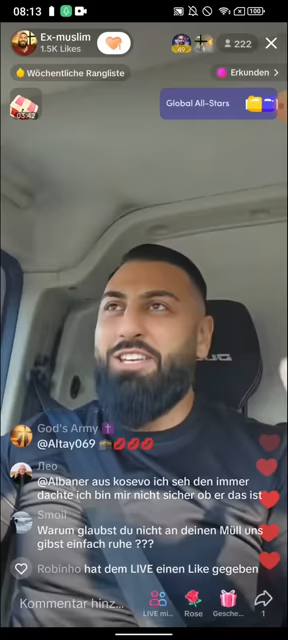 08:13
100
Ex-muslim
1.5K Likes
49
222
Wöchentliche Rangliste
Erkunden >
03:42
Global All-Stars
God's Army
@Altay069
Лео
@Albaner aus kosevo ich seh den immer
dachte ich bin mir nicht sicher ob er das ist
Smoil
Warum glaubst du nicht an deinen Müll uns
gibst einfach ruhe ???
Robinho hat dem LIVE einen Like gegeben
Kommentar hinz...
LIVE mi...
Rose
Gesche...
1